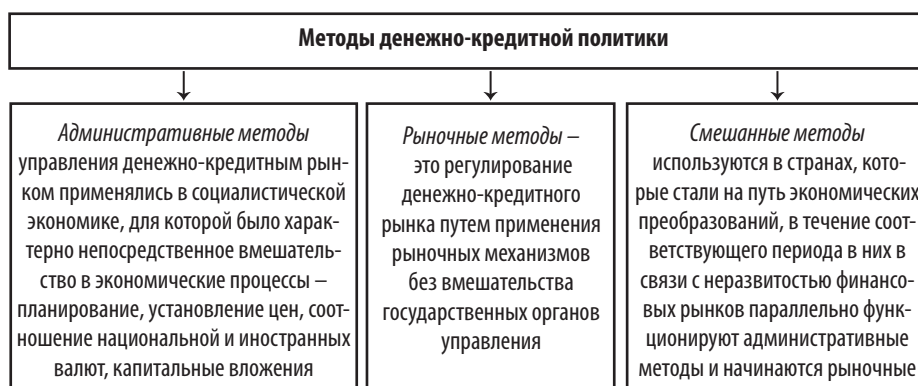 Методы денежно-кредитной политики
Административные методы
управления денежно-кредитным рын-
ком применялись в социалистической
экономике, для которой было харак-
терно непосредственное вмешатель-
ство в экономические процессы –
планирование, установление цен, соот-
ношение национальной и иностранных
валют, капитальные вложения
Рыночные методы –
это регулирование
денежно-кредитного
рынка путем применения
рыночных механизмов
без вмешательства
государственных органов
управления
Смешанные методы
используются в странах, кото-
рые стали на путь экономических
преобразований, в течение соот-
ветствующего периода в них в
связи с неразвитостью финансо-
вых рынков параллельно функ-
ционируют административные
методы и начинаются рыночные